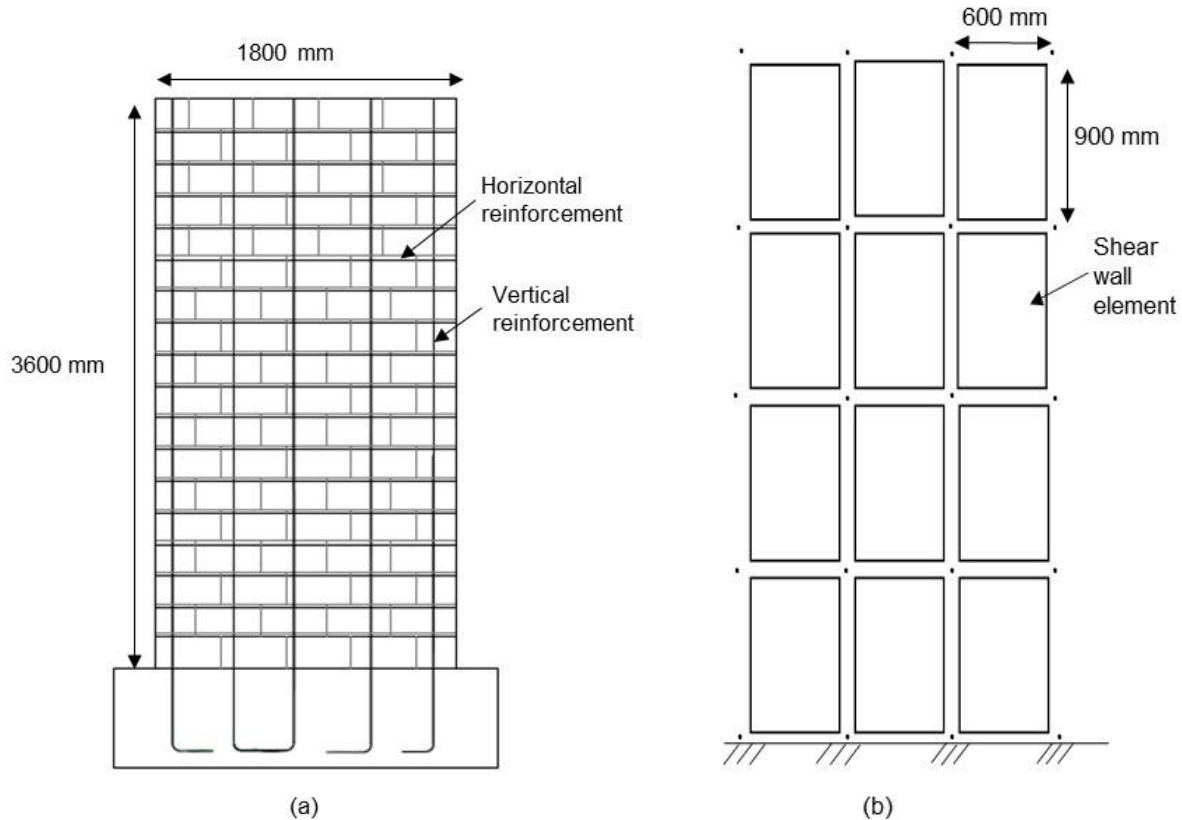 1800 mm
3600 mm
Horizontal
reinforcement
Vertical
reinforcement
(a)
600 mm
900 mm
Shear
wall
element
(b)